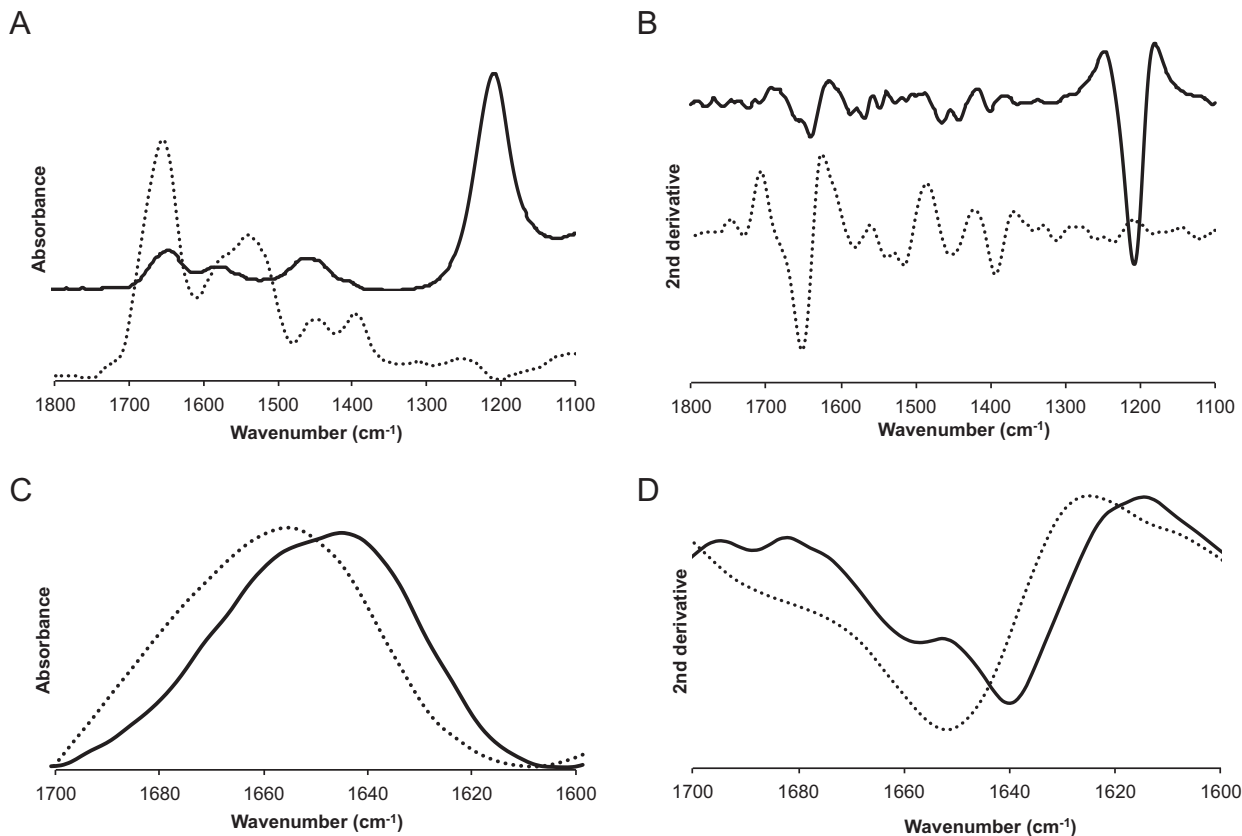 A
B
Absorbance
2nd derivative
1800 1700 1600 1500 1400 1300 1200 1100
Wavenumber (cm-1)
1800 1700 1600 1500 1400 1300 1200 1100
Wavenumber (cm-1)
C
D
Absorbance
2nd derivative
1700 1680 1660 1640 1620 1600
Wavenumber (cm-1)
1700 1680 1660 1640 1620 1600
Wavenumber (cm-1)